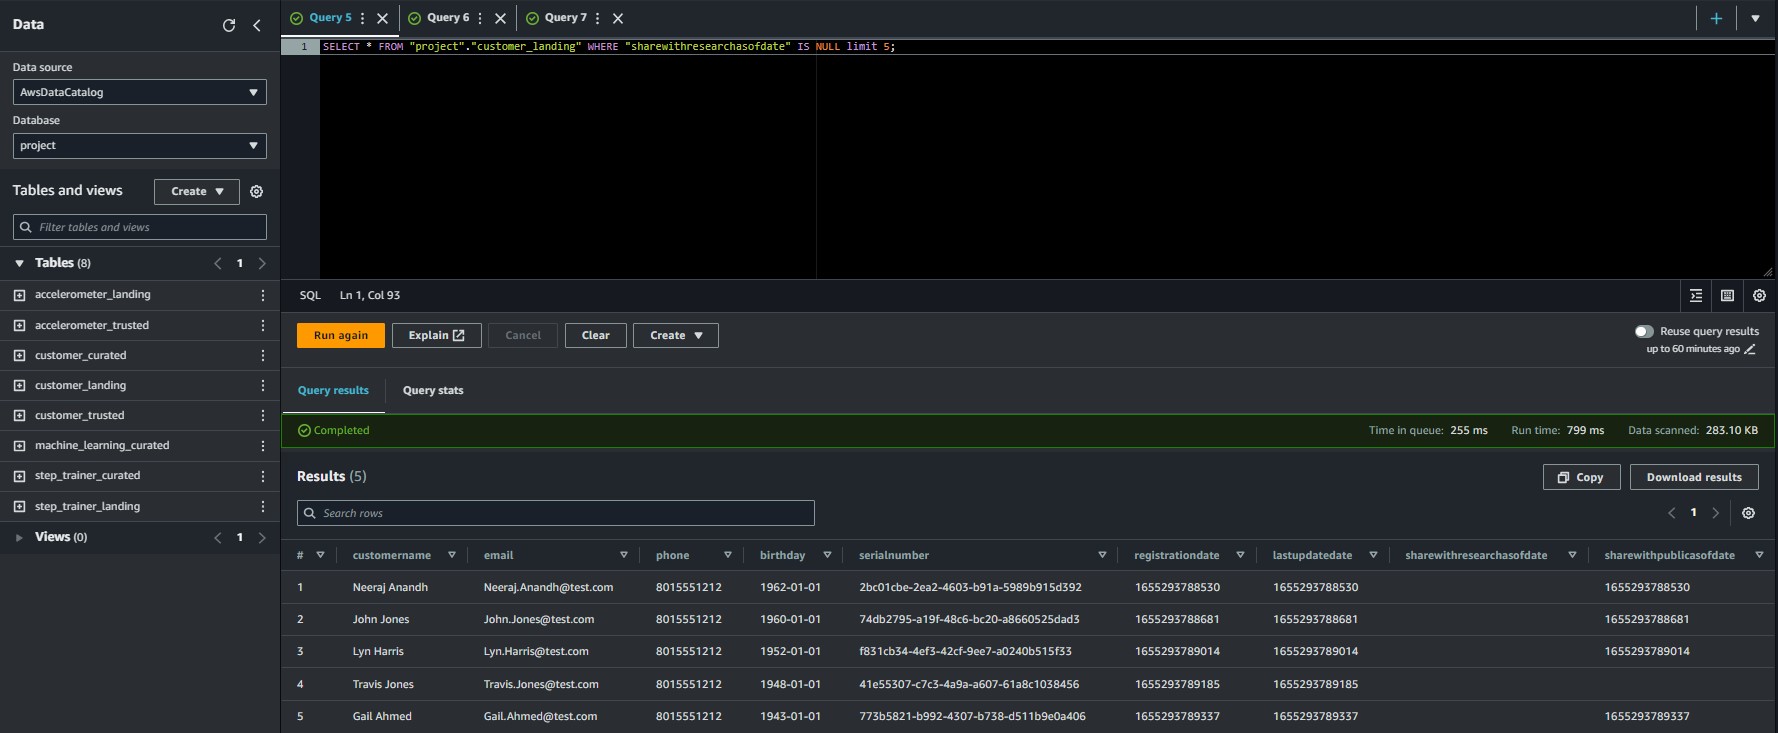 Data
Data source
AwsDataCatalog
Database
project
Tables and views
Create
Filter tables and views
Tables (8)
1
accelerometer_landing
accelerometer_trusted
customer_curated
customer_landing
customer_trusted
machine_learning_curated
step_trainer_curated
step_trainer_landing
Views (0)
1
Query 5
Query 6
Query 7
1 SELECT * FROM "project"."customer_landing" WHERE "sharewithresearchasofdate" IS NULL limit 5;
SQL Ln 1, Col 93
Run again Explain Cancel Clear Create
Reuse query results
up to 60 minutes ago
Query results Query stats
Completed Time in queue: 255 ms Run time: 799 ms Data scanned: 283.10 KB
Results (5)
Copy Download results
Search rows
1
# customername email phone birthday serialnumber registrationdate lastupdatedate sharewithresearchasofdate sharewithpublicasofdate
1 Neeraj Anandh Neeraj.Anandh@test.com 8015551212 1962-01-01 2bc01cbe-2ea2-4603-b91a-5989b915d392 1655293788530 1655293788530 1655293788530
2 John Jones John.Jones@test.com 8015551212 1960-01-01 74db2795-a19f-48c6-bc20-a8660525dad3 1655293788681 1655293788681 1655293788681
3 Lyn Harris Lyn.Harris@test.com 8015551212 1952-01-01 f831cb34-4ef3-42cf-9ee7-a0240b515f33 1655293789014 1655293789014 1655293789014
4 Travis Jones Travis.Jones@test.com 8015551212 1948-01-01 41e55307-c7c3-4a9a-a607-61a8c1038456 1655293789185 1655293789185
5 Gail Ahmed Gail.Ahmed@test.com 8015551212 1943-01-01 773b5821-b992-4307-b738-d511b9e0a406 1655293789337 1655293789337 1655293789337